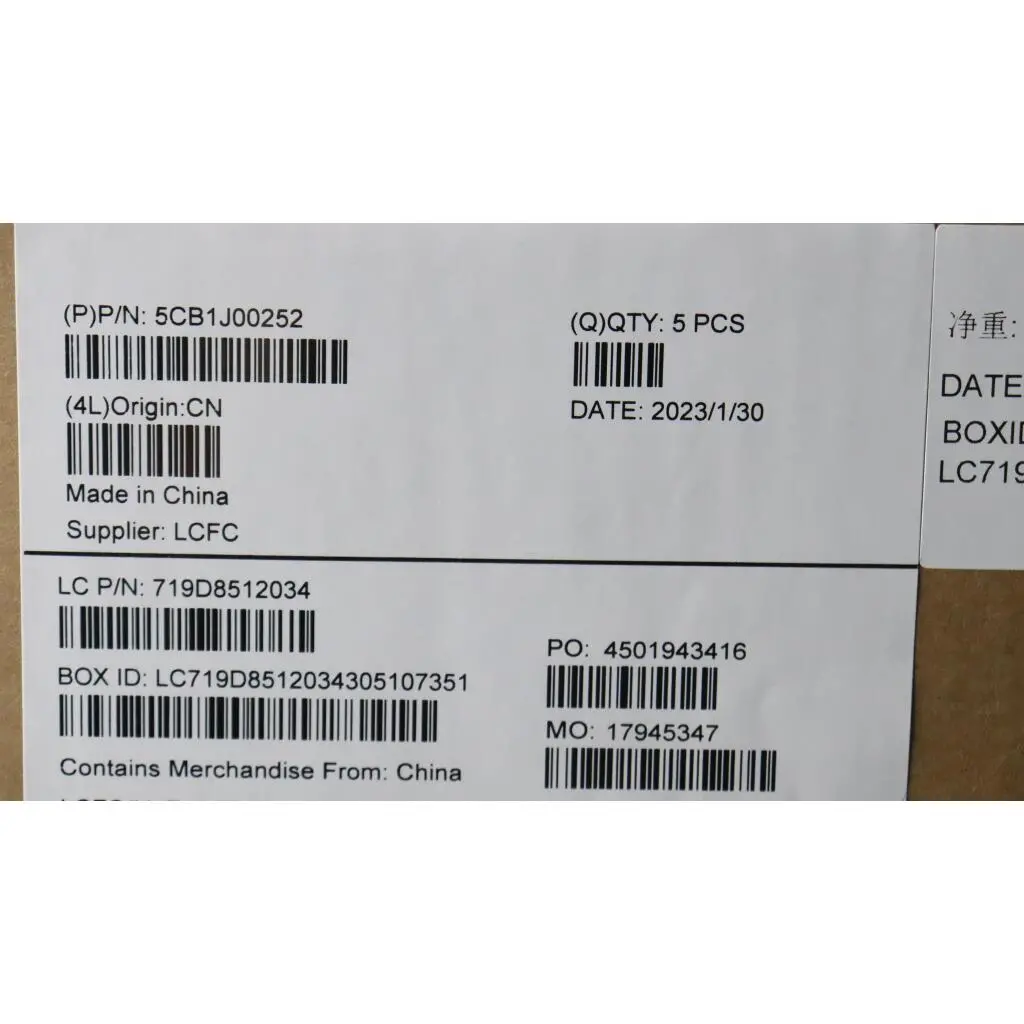 (P)P/N: 5CB1J00252
(Q)QTY: 5 PCS
(4L)Origin:CN
DATE: 2023/1/30
Made in China
Supplier: LCFC
LC P/N: 719D8512034
PO: 4501943416
BOX ID: LC719D8512034305107351
MO: 17945347
Contains Merchandise From: China
净重:
DATE
BOXID
LC719